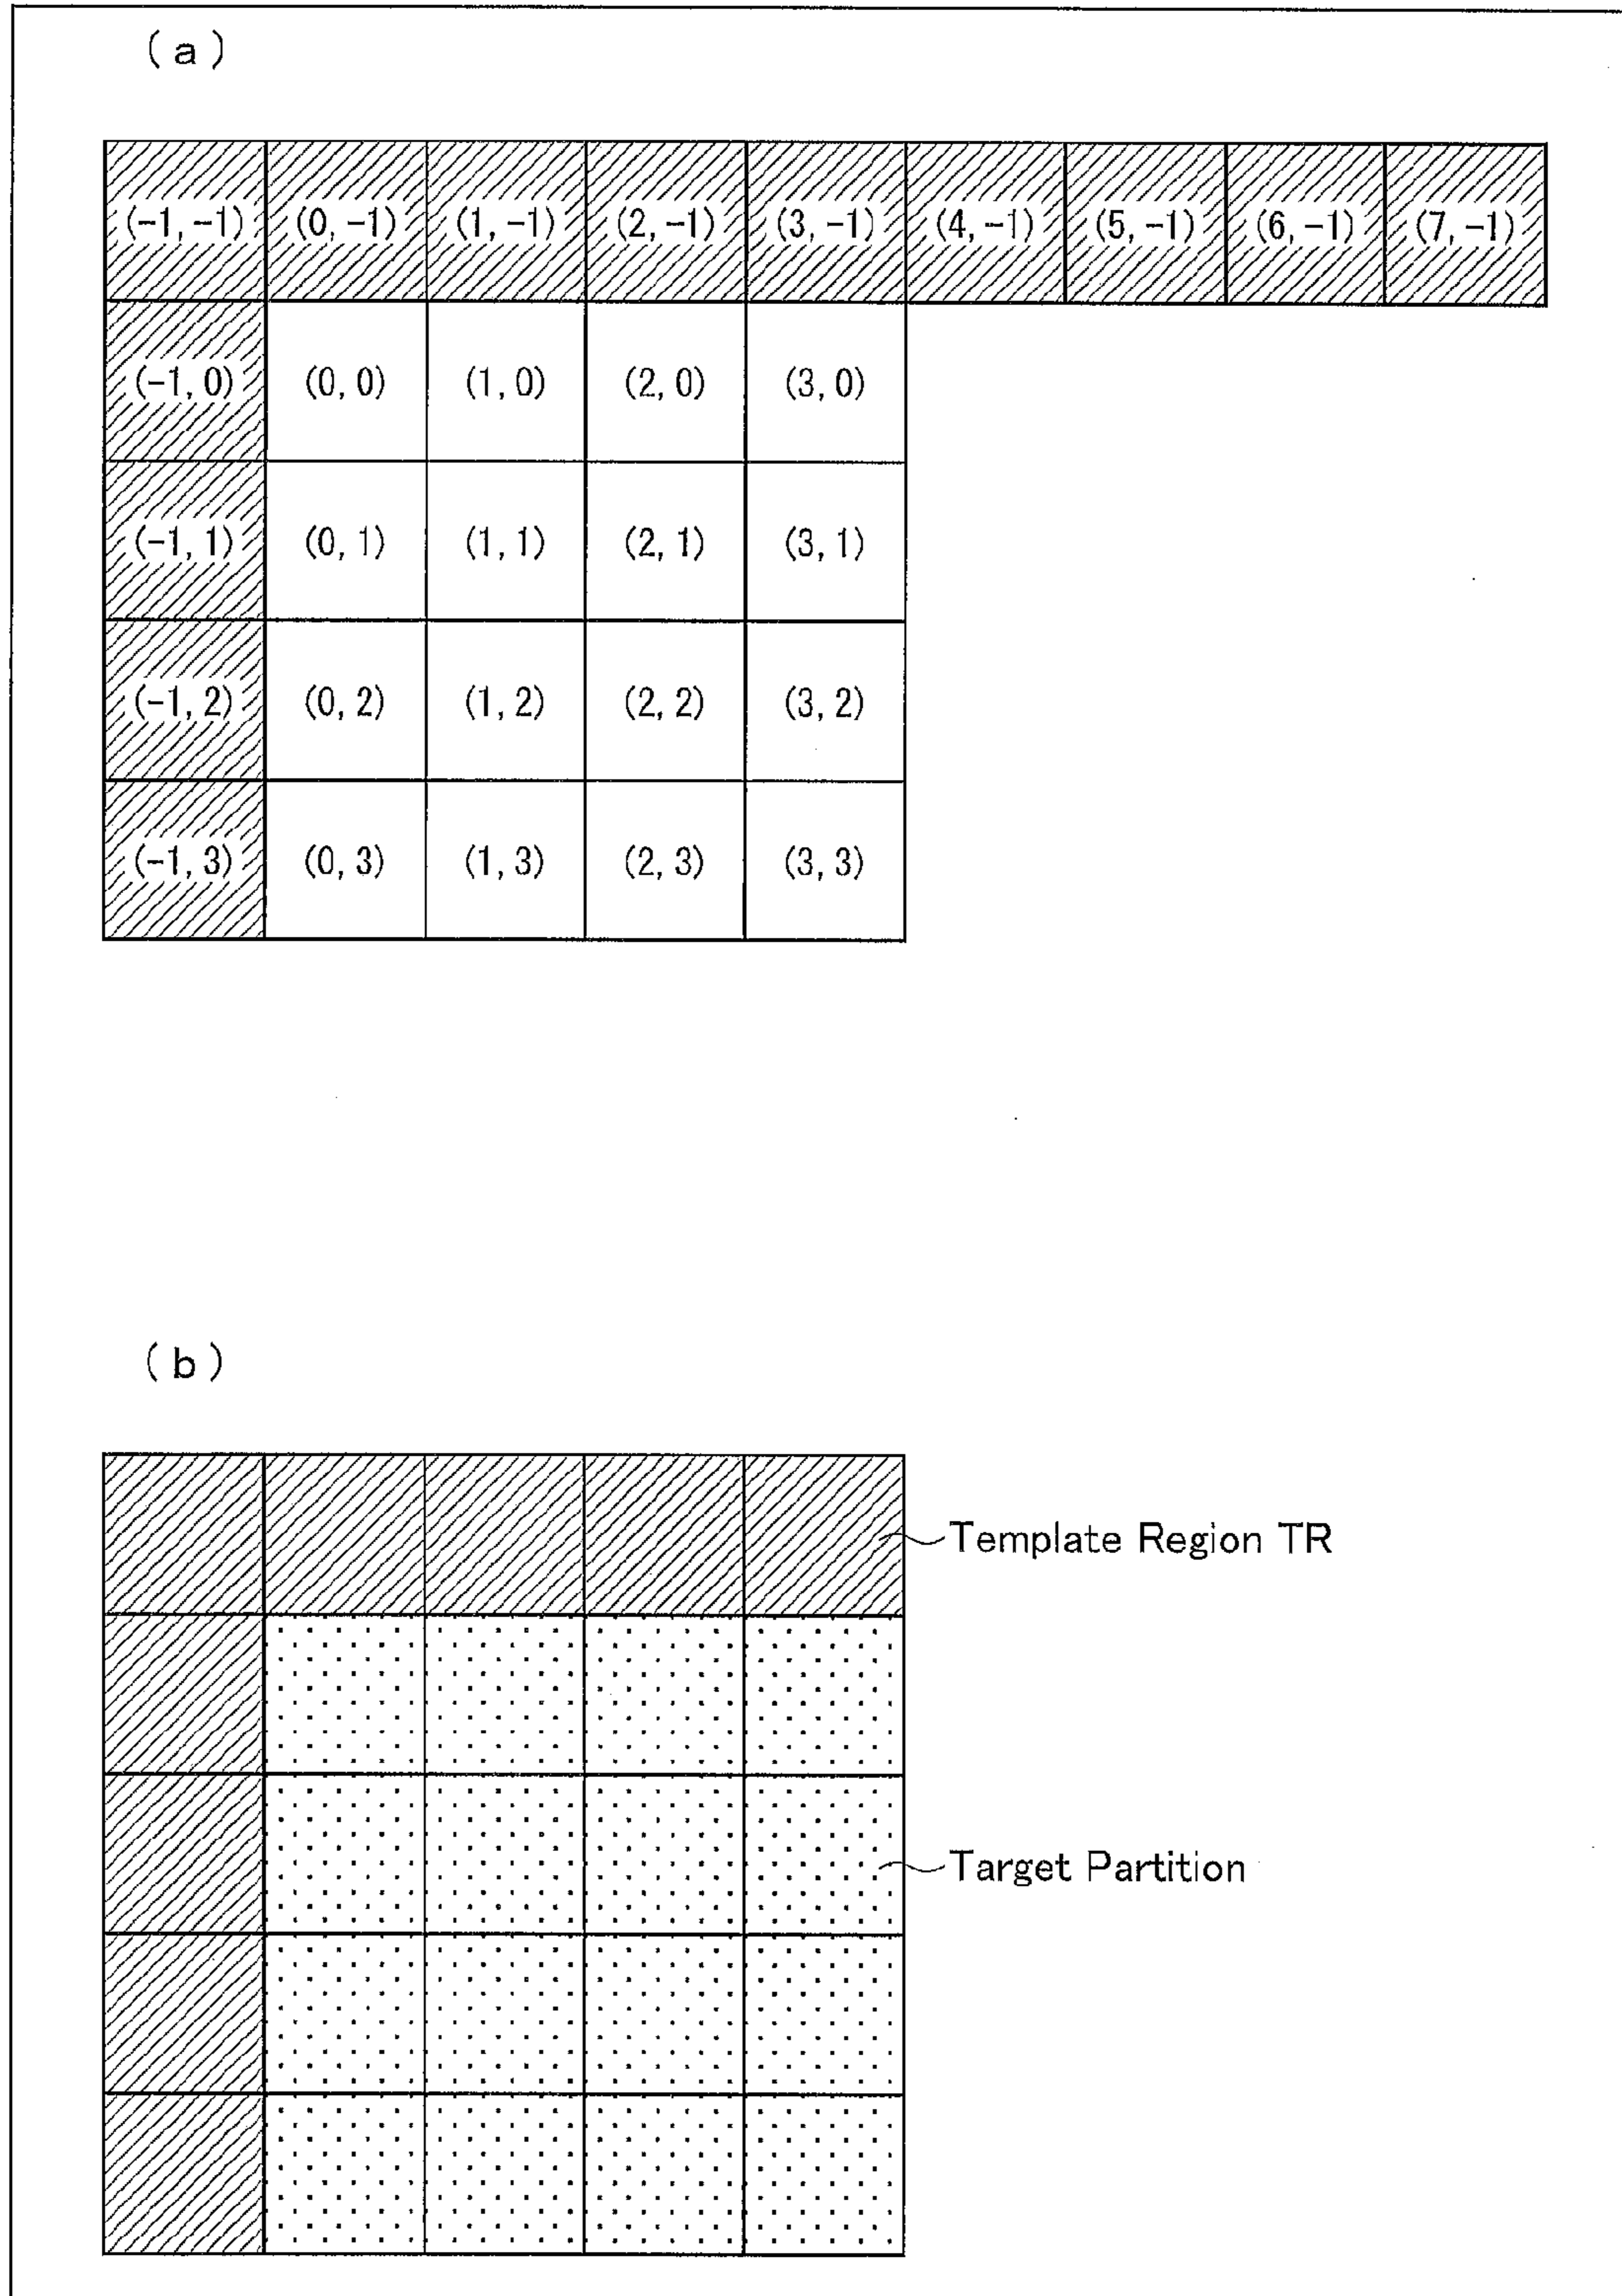 (a)
(-1, -1) (0, -1) (1, -1) (2, -1) (3, -1) (4, -1) (5, -1) (6, -1) (7, -1)
(-1, 0) (0, 0) (1, 0) (2, 0) (3, 0)
(-1, 1) (0, 1) (1, 1) (2, 1) (3, 1)
(-1, 2) (0, 2) (1, 2) (2, 2) (3, 2)
(-1, 3) (0, 3) (1, 3) (2, 3) (3, 3)
(b)
Template Region TR
Target Partition